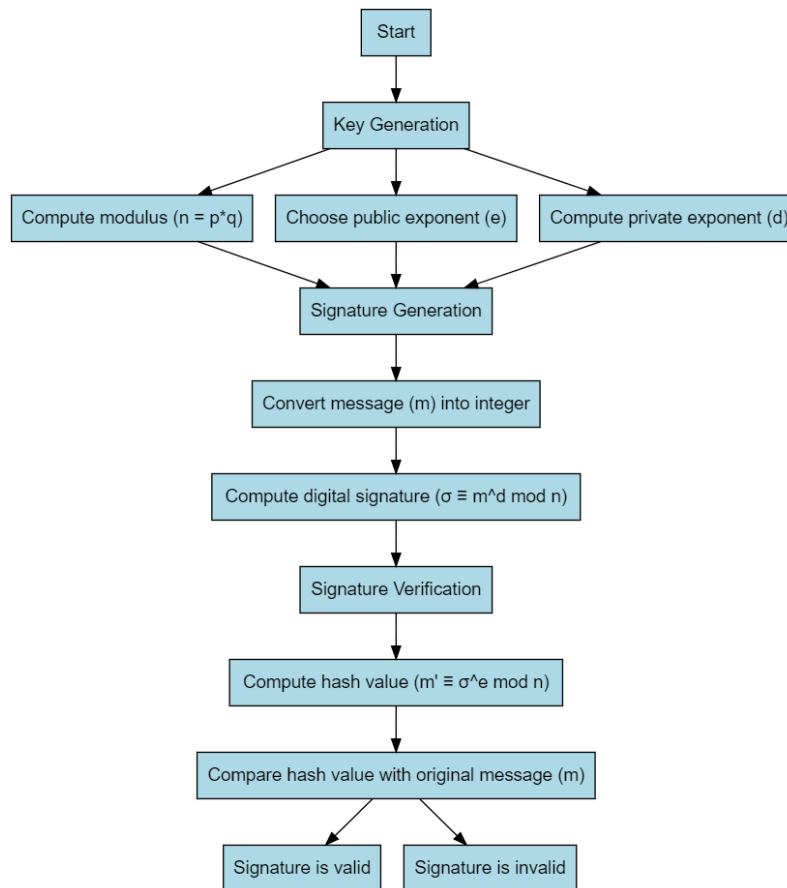 Start
Key Generation
Compute modulus (n = p*q)
Choose public exponent (e)
Compute private exponent (d)
Signature Generation
Convert message (m) into integer
Compute digital signature (σ ≡ m^d mod n)
Signature Verification
Compute hash value (m' ≡ σ^e mod n)
Compare hash value with original message (m)
Signature is valid
Signature is invalid